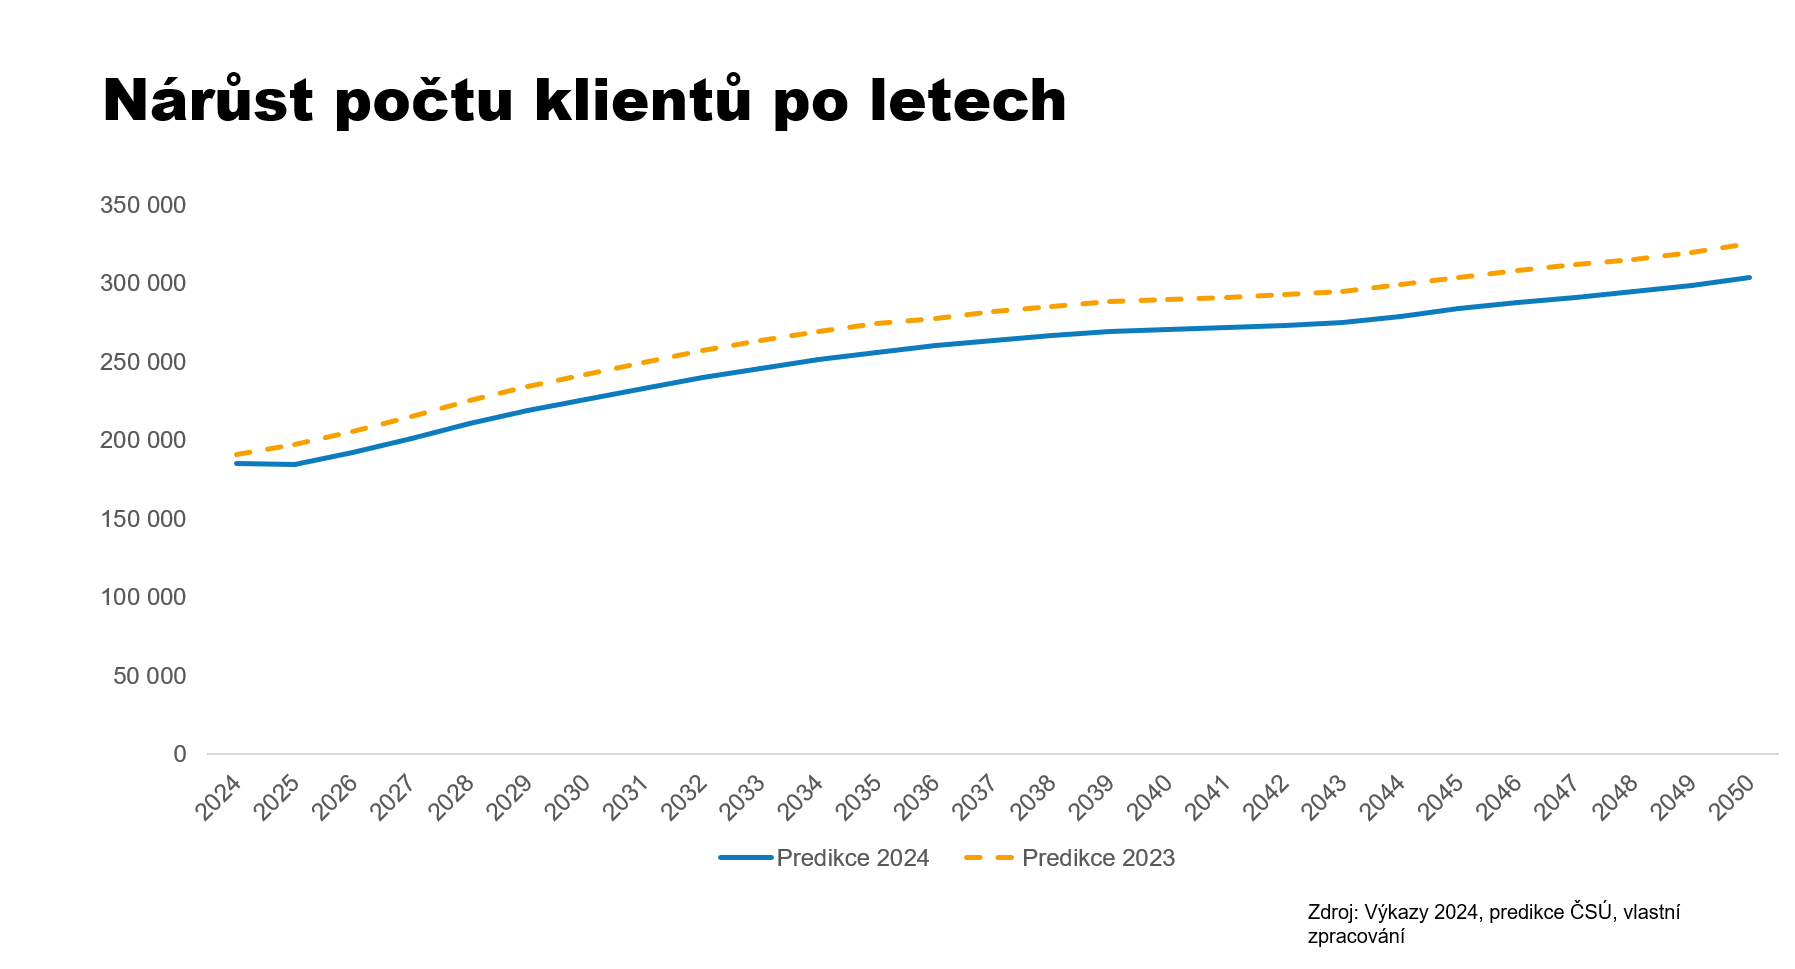 Nárůst počtu klientů po letech
350 000
300 000
250 000
200 000
150 000
100 000
50 000
0
2024 2025 2026 2027 2028 2029 2030 2031 2032 2033 2034 2035 2036 2037 2038 2039 2040 2041 2042 2043 2044 2045 2046 2047 2048 2049 2050
Predikce 2024 Predikce 2023
Zdroj: Výkazy 2024, predikce ČSÚ, vlastní
zpracování